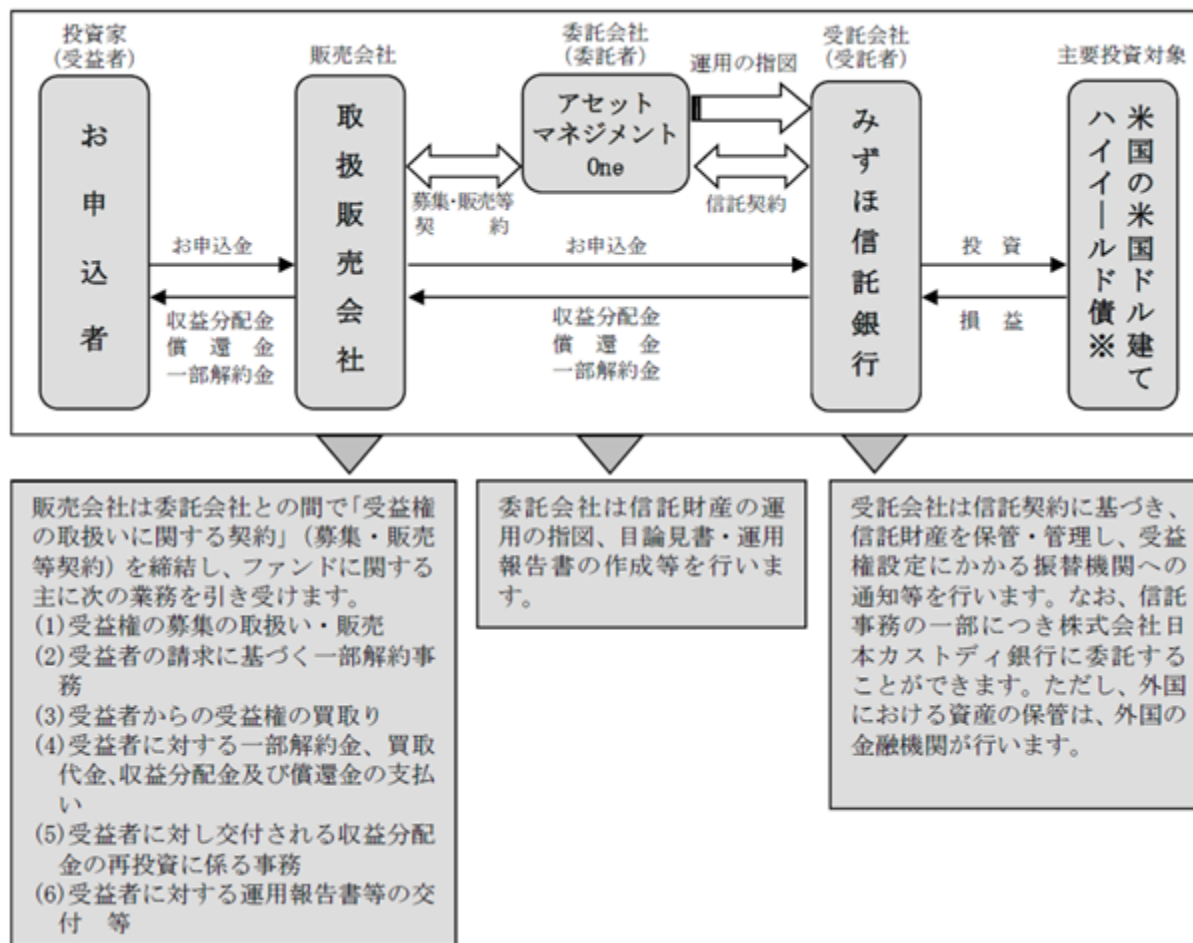 投資家
(受益者)
お申込者
販売会社
取扱販売会社
委託会社
(委託者)
アセット
マネジメント
One
運用の指図
受託会社
(受託者)
みずほ信託銀行
主要投資対象
米国の米国ドル建て
ハイイールド債※
募集・販売等
契　約
信託契約
お申込金
お申込金
投　資
収益分配金
償　還　金
一部解約金
収益分配金
償　還　金
一部解約金
損　益
販売会社は委託会社との間で「受益権
の取扱いに関する契約」(募集・販売
等契約)を締結し、ファンドに関する
主に次の業務を引き受けます。
(1)受益権の募集の取扱い・販売
(2)受益者の請求に基づく一部解約事
務
(3)受益者からの受益権の買取り
(4)受益者に対する一部解約金、買取
代金、収益分配金及び償還金の支払
い
(5)受益者に対し交付される収益分配
金の再投資に係る事務
(6)受益者に対する運用報告書等の交
付　等
委託会社は信託財産の運
用の指図、目論見書・運用
報告書の作成等を行いま
す。
受託会社は信託契約に基づき、
信託財産を保管・管理し、受益
権設定にかかる振替機関への
通知等を行います。なお、信託
事務の一部につき株式会社日
本カストディ銀行に委託する
ことができます。ただし、外国
における資産の保管は、外国の
金融機関が行います。